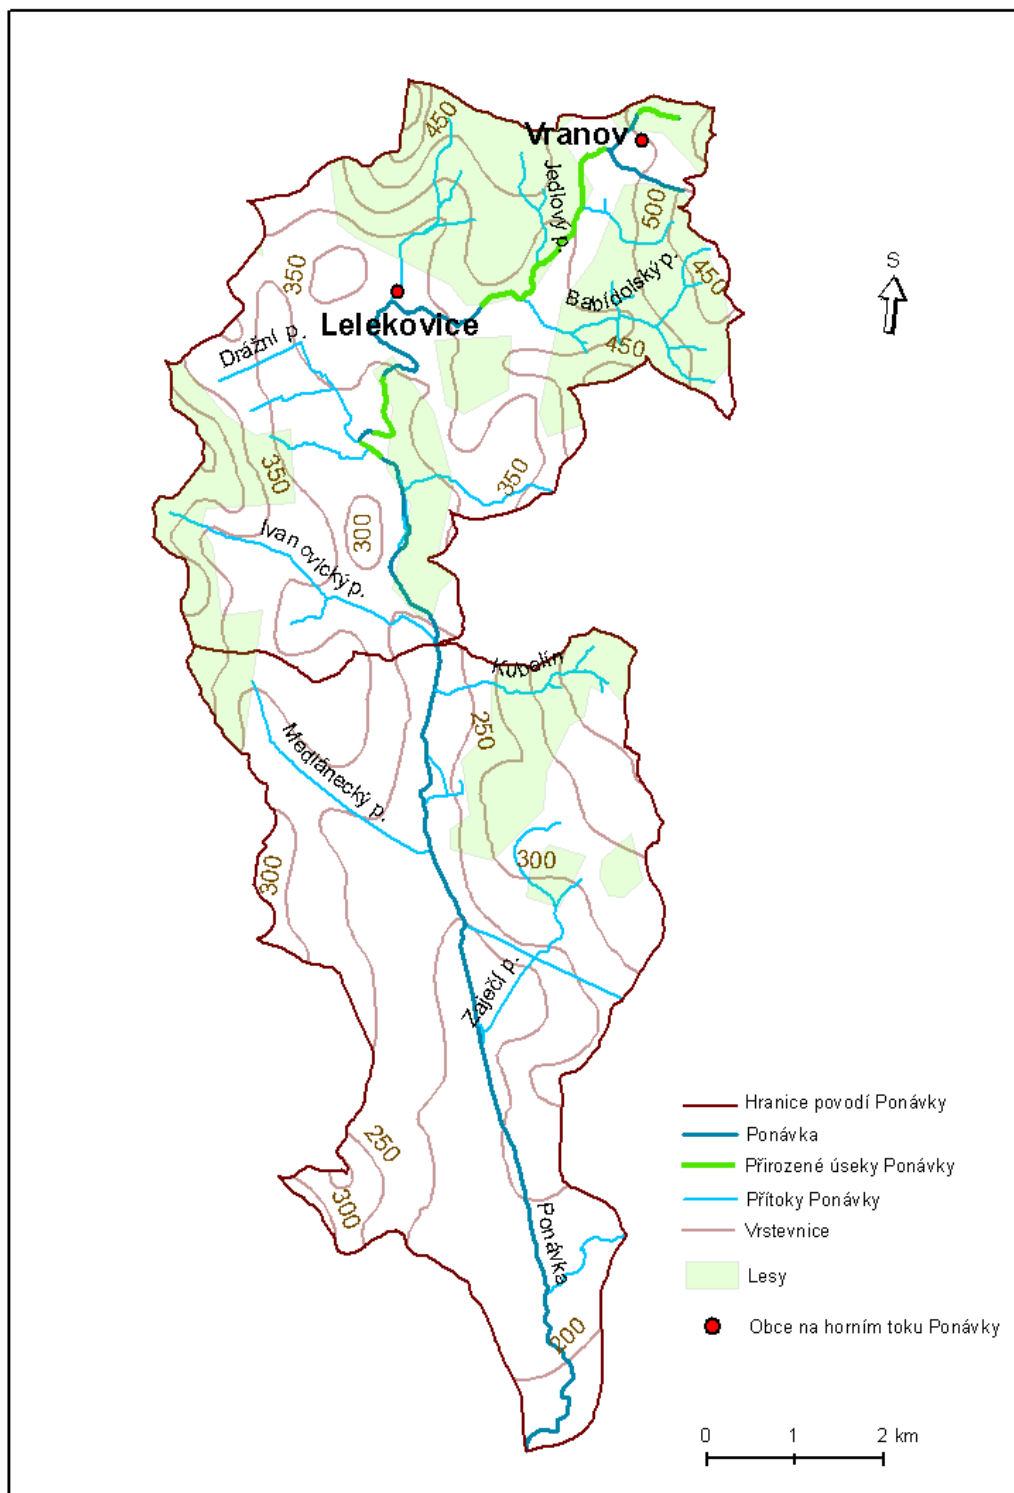 450
Vranov
Jedlový p.
500
450
Babídolský p.
S
350
Lelekovice
450
Drážní p.
350
350
300
Ivanovický p.
Kubelín
250
Medlánecký p.
300
300
Zaječí p.
250
300
Ponávka
200
Hranice povodí Ponávky
Ponávka
Přirozené úseky Ponávky
Přítoky Ponávky
Vrstevnice
Lesy
Obce na horním toku Ponávky
0 1 2 km